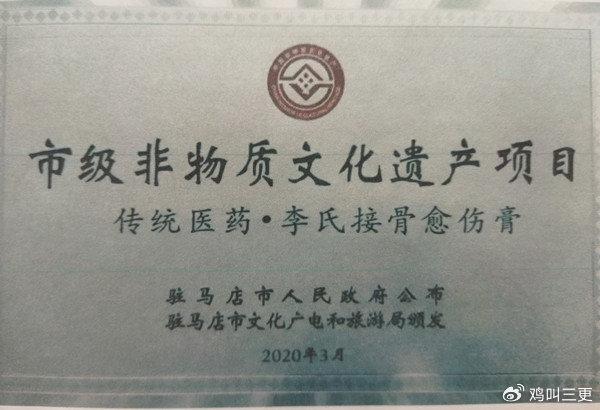 市级非物质文化遗产项目
传统医药·李氏接骨愈伤膏
驻马店市人民政府公布
驻马店市文化广电和旅游局颁发
2020年3月
鸡叫三更